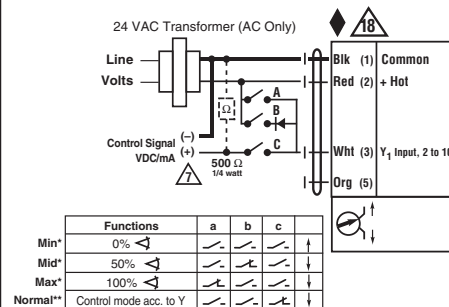 24 VAC Transformer (AC Only)
18
Line
Volts
Blk (1) Common
Red (2) + Hot
A
Ω
B
C
Control Signal (–)
VDC/mA (+)
7
500 Ω
1/4 watt
Wht (3) Y1 Input, 2 to 10
Org (5)
Functions a b c
Min* 0%
Mid* 50%
Max* 100%
Normal** Control mode acc. to Y